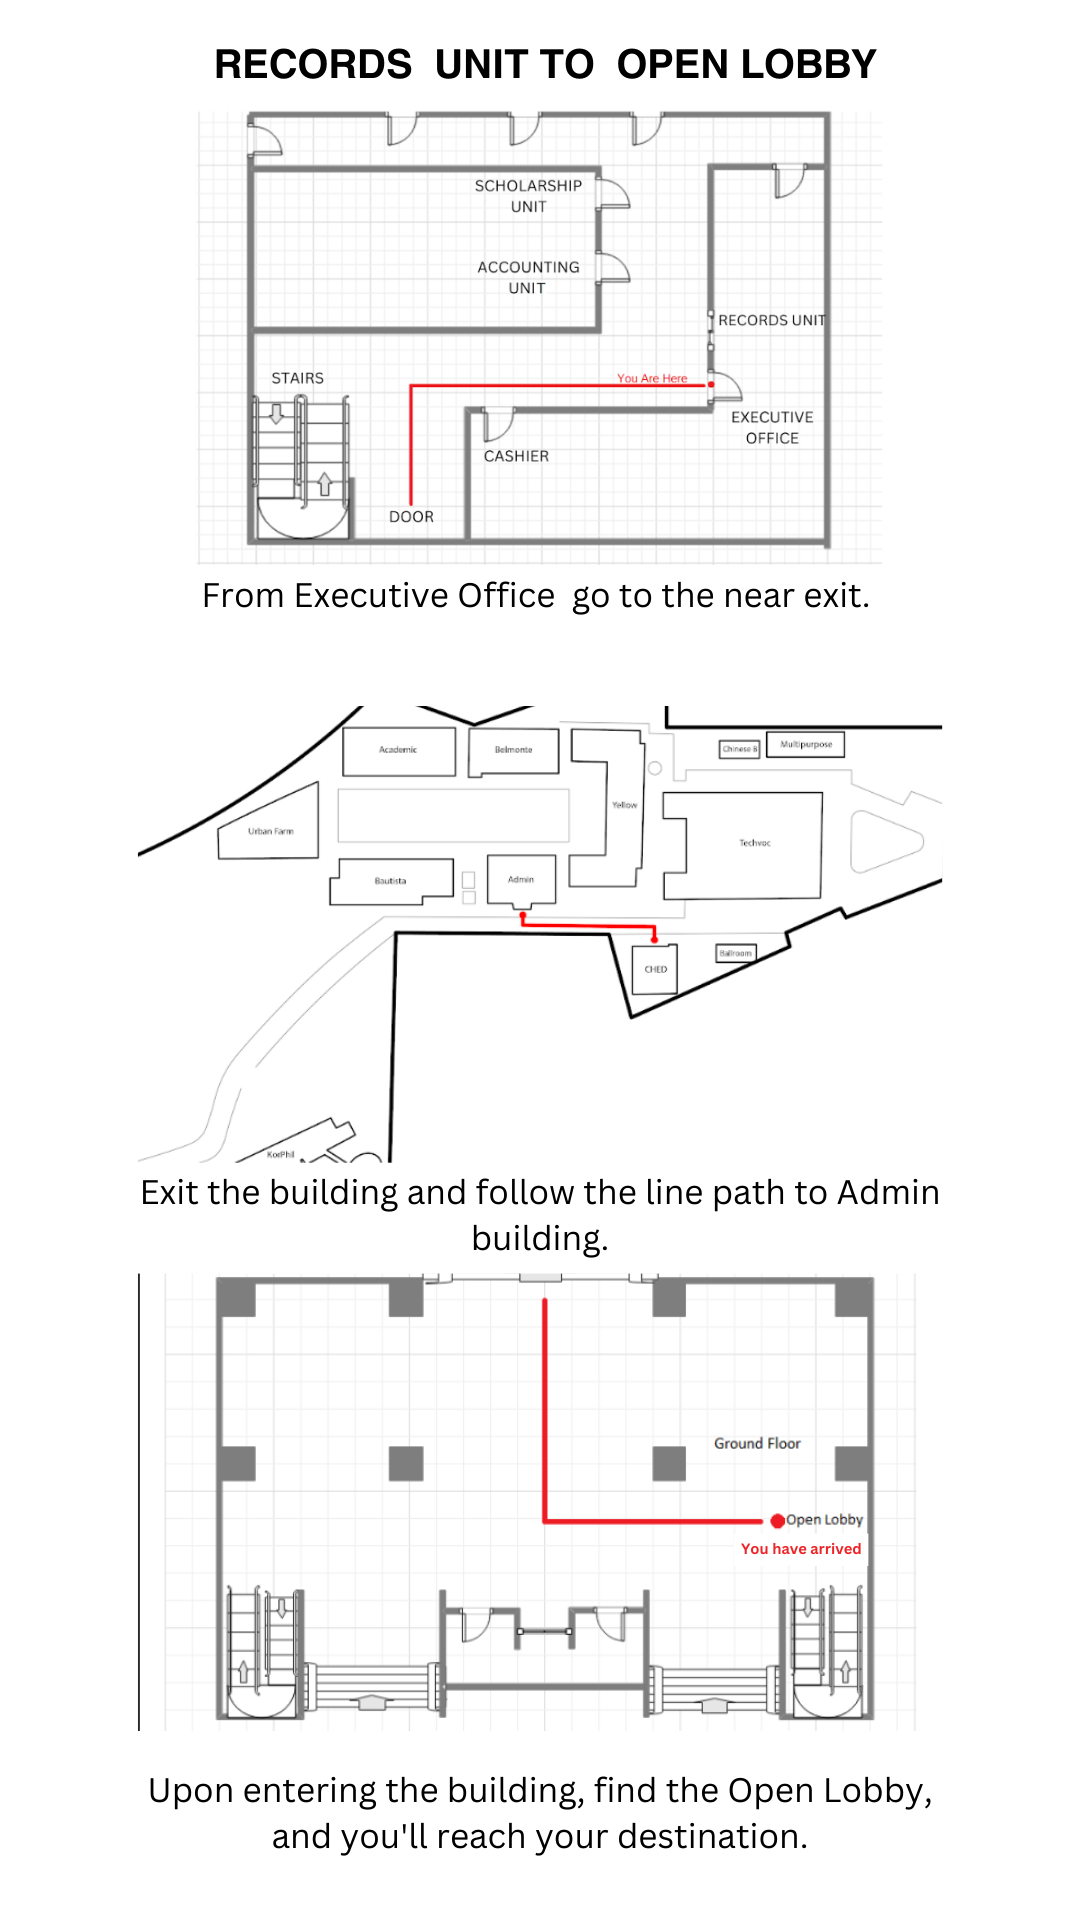 RECORDS UNIT TO OPEN LOBBY
SCHOLARSHIP
UNIT
ACCOUNTING
UNIT
RECORDS UNIT
STAIRS
You Are Here
EXECUTIVE
OFFICE
CASHIER
DOOR
From Executive Office go to the near exit.
Academic
Belmonte
Chinese B
Multipurpose
Yellow
Urban Farm
Techvoc
Bautista
Admin
CHED
Ballroom
KorPhil
Exit the building and follow the line path to Admin
building.
Ground Floor
Open Lobby
You have arrived
Upon entering the building, find the Open Lobby,
and you'll reach your destination.